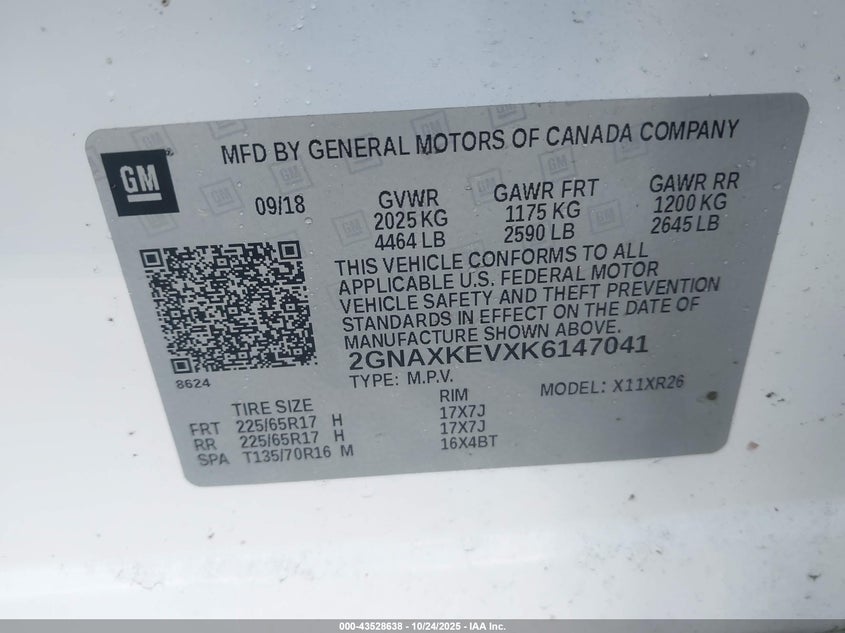 MFD BY GENERAL MOTORS OF CANADA COMPANY
GM
09/18
GVWR
2025 KG
4464 LB
GAWR FRT
1175 KG
2590 LB
GAWR RR
1200 KG
2645 LB
THIS VEHICLE CONFORMS TO ALL
APPLICABLE U.S. FEDERAL MOTOR
VEHICLE SAFETY AND THEFT PREVENTION
STANDARDS IN EFFECT ON THE DATE OF
MANUFACTURE SHOWN ABOVE.
2GNAXKEVXK6147041
8624
TYPE: M.P.V.
MODEL: X11XR26
TIRE SIZE
RIM
FRT 225/65R17 H 17X7J
RR 225/65R17 H 17X7J
SPA T135/70R16 M 16X4BT
000-43528638 - 10/24/2025 - IAA Inc.